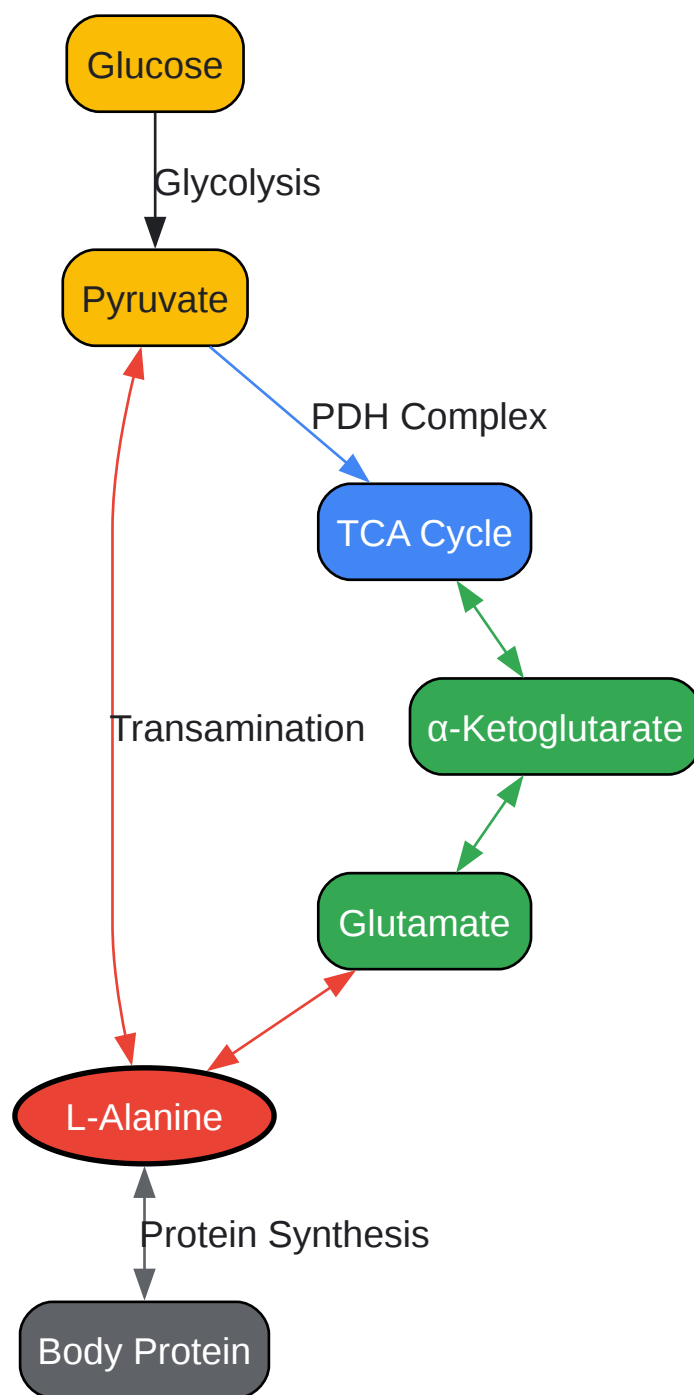 Glucose
Glycolysis
Pyruvate
PDH Complex
TCA Cycle
α-Ketoglutarate
Transamination
Glutamate
L-Alanine
Protein Synthesis
Body Protein